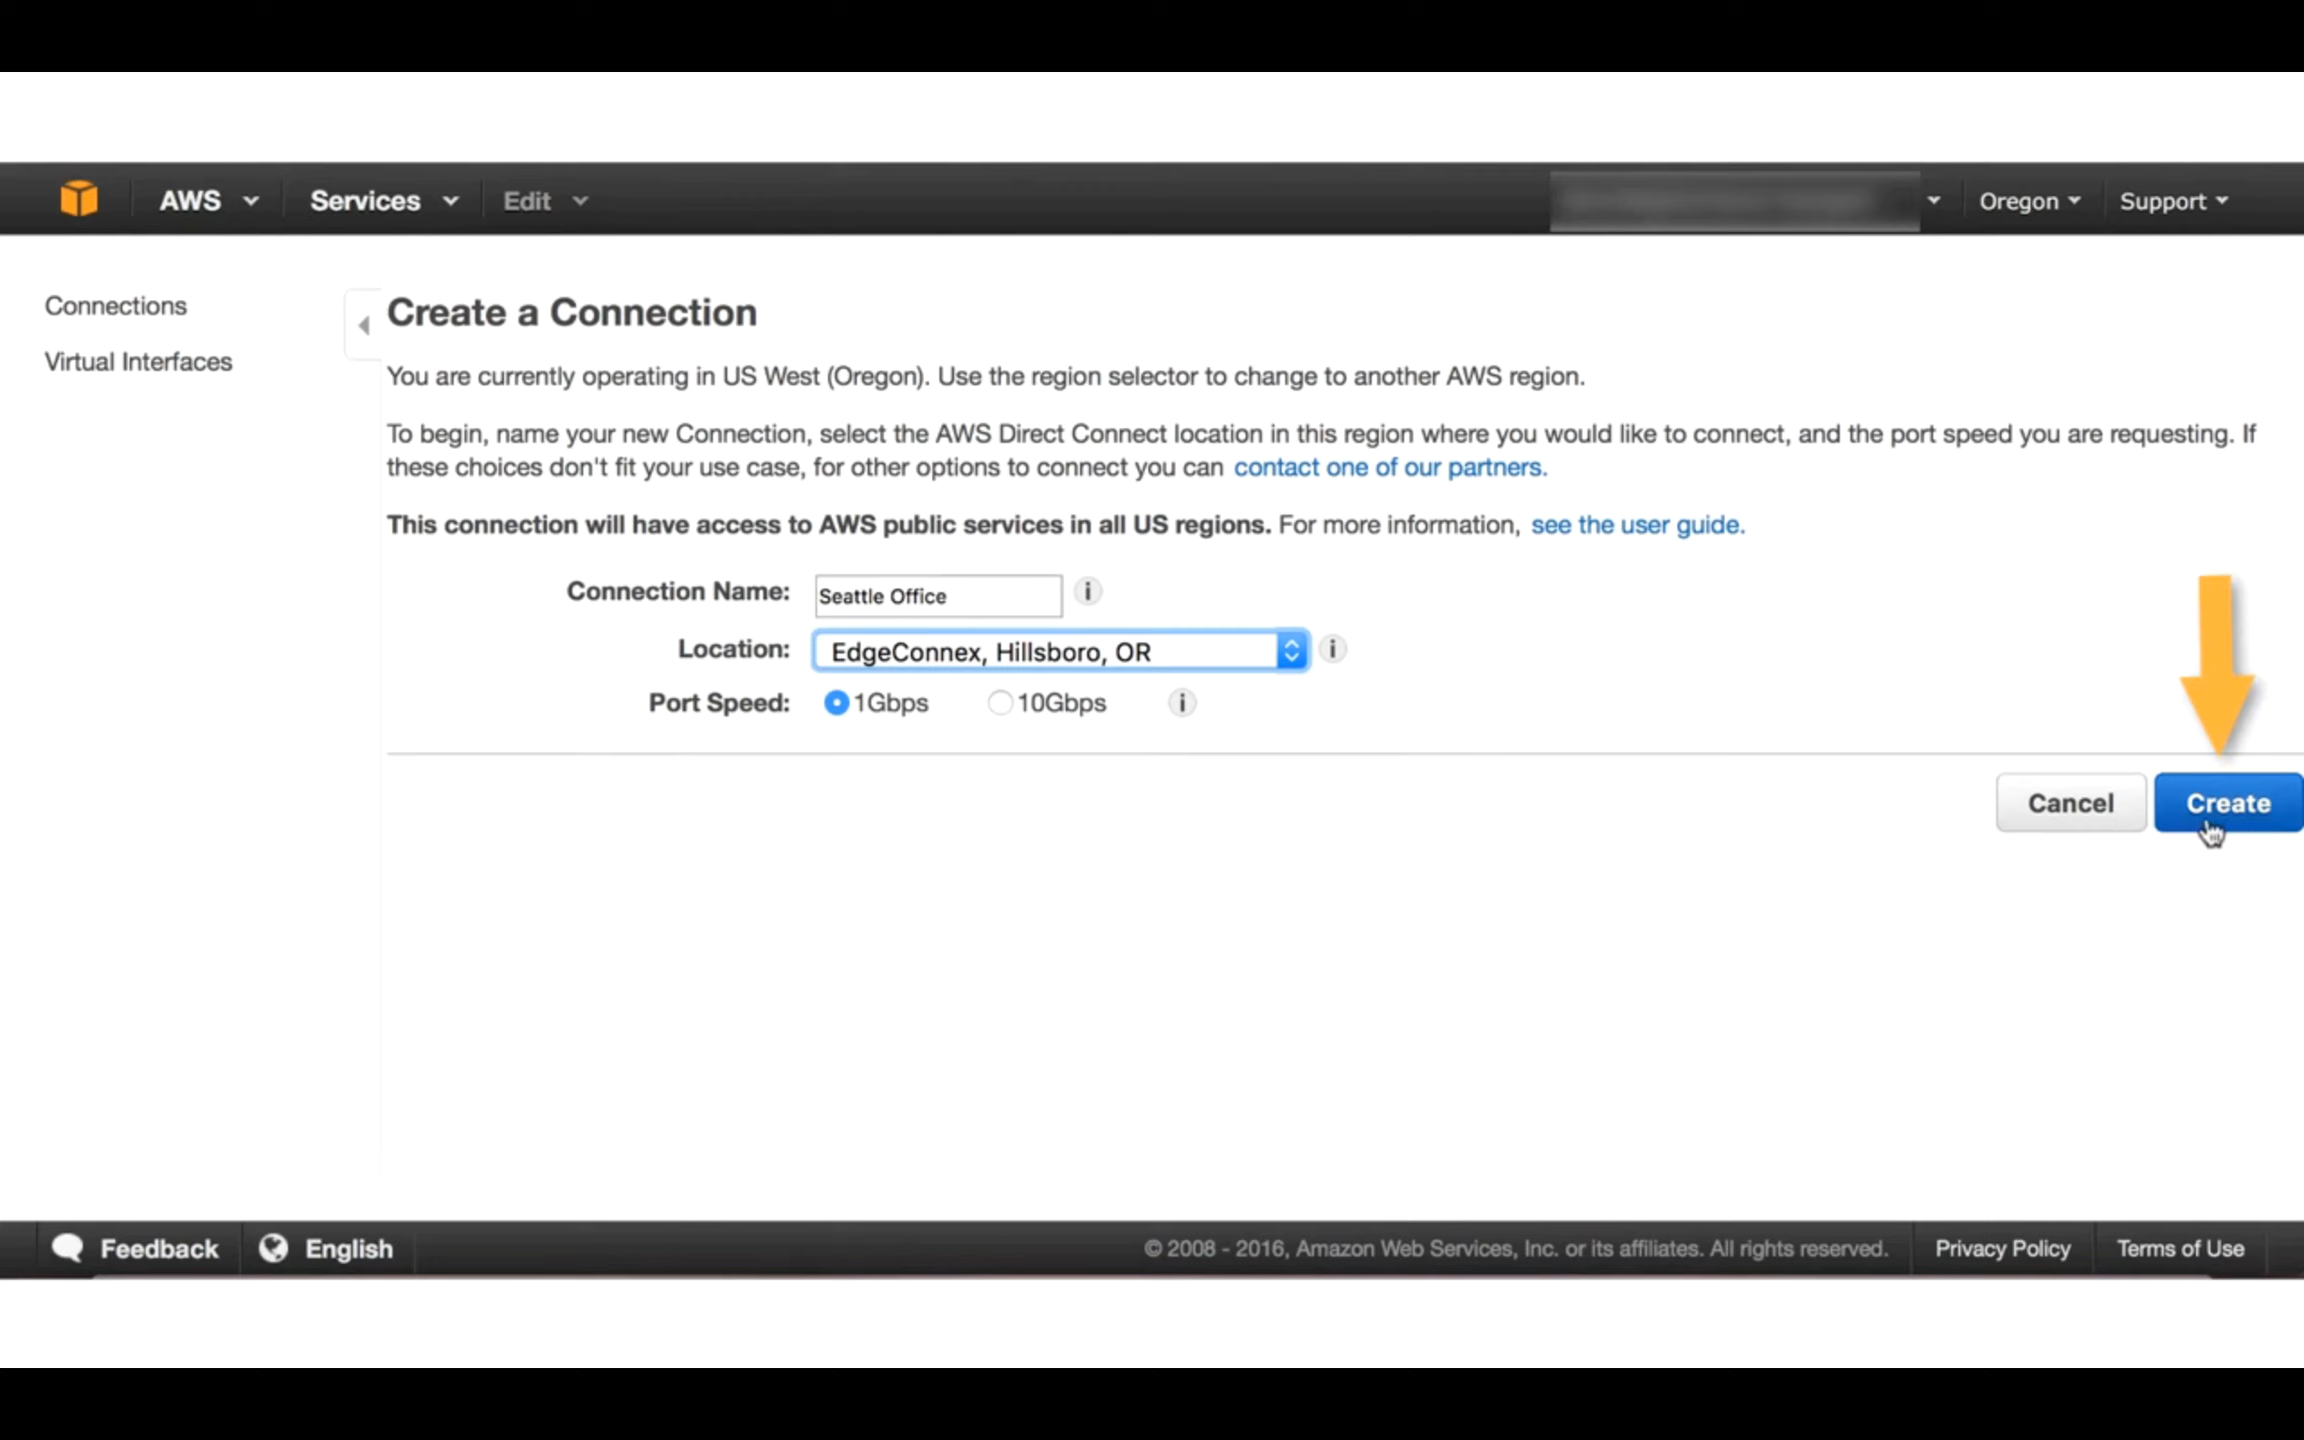 AWS Services Edit Oregon Support
Connections
Virtual Interfaces
Create a Connection
You are currently operating in US West (Oregon). Use the region selector to change to another AWS region.
To begin, name your new Connection, select the AWS Direct Connect location in this region where you would like to connect, and the port speed you are requesting. If
these choices don't fit your use case, for other options to connect you can contact one of our partners.
This connection will have access to AWS public services in all US regions. For more information, see the user guide.
Connection Name: Seattle Office i
Location: EdgeConnex, Hillsboro, OR i
Port Speed: 1Gbps 10Gbps i
Cancel Create
Feedback English © 2008 - 2016, Amazon Web Services, Inc. or its affiliates. All rights reserved. Privacy Policy Terms of Use